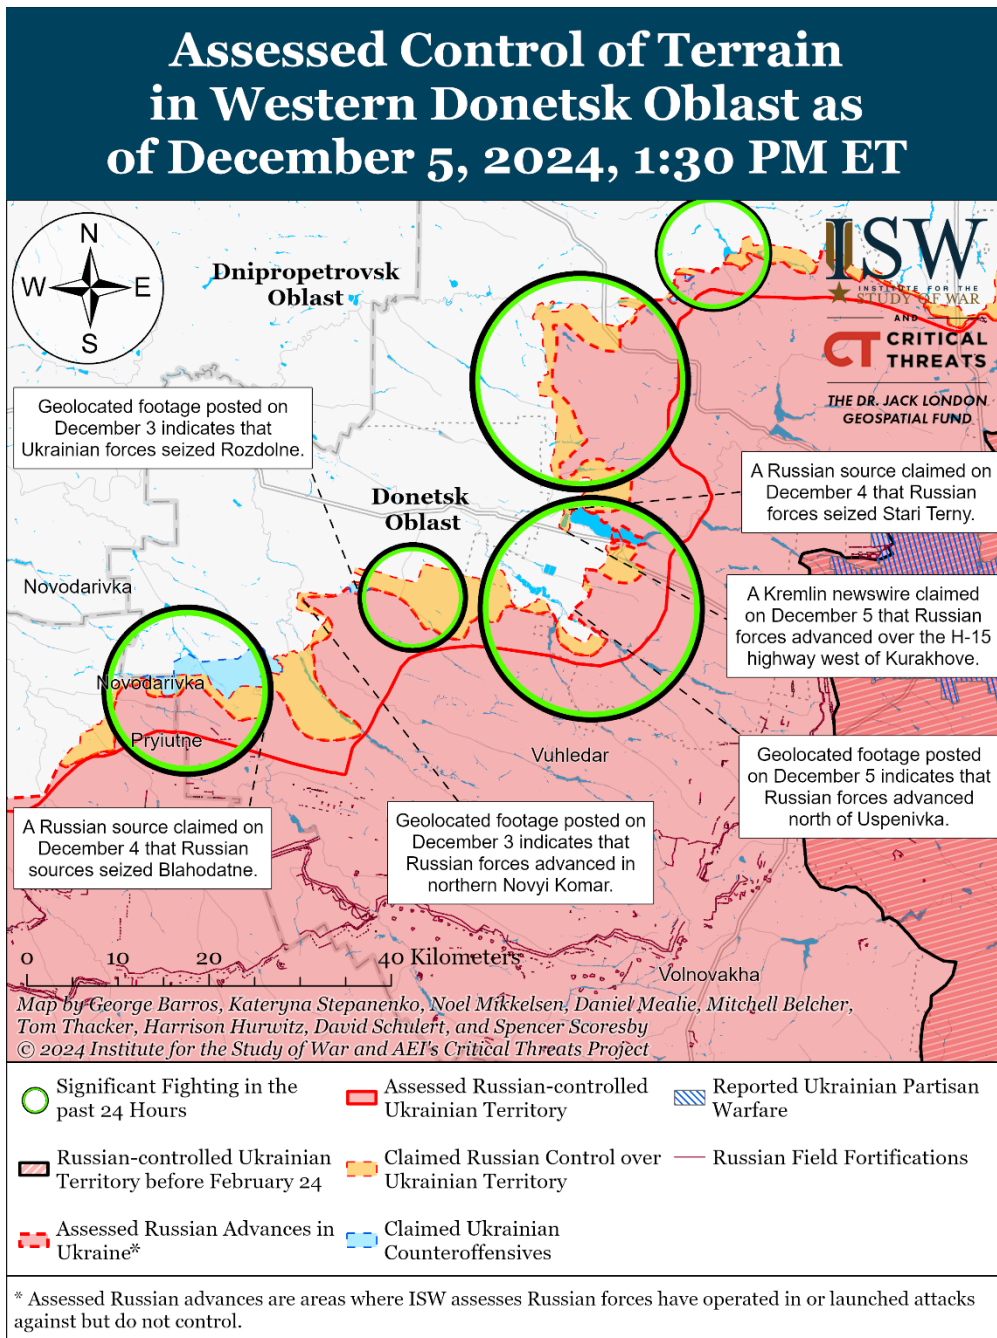 Assessed Control of Terrain
in Western Donetsk Oblast as
of December 5, 2024, 1:30 PM ET
N
W
E
S
Dnipropetrovsk
Oblast
ISW
INSTITUTE FOR THE
STUDY OF WAR
AND
CT CRITICAL
THREATS
THE DR. JACK LONDON
GEOSPATIAL FUND
Geolocated footage posted on
December 3 indicates that
Ukrainian forces seized Rozdolne.
A Russian source claimed on
December 4 that Russian
forces seized Stari Terny.
Donetsk
Oblast
Novodarivka
A Kremlin newswire claimed
on December 5 that Russian
forces advanced over the H-15
highway west of Kurakhove.
Novodarivka
Pryiutne
Vuhledar
Geolocated footage posted
on December 5 indicates that
Russian forces advanced
north of Uspenivka.
A Russian source claimed on
December 4 that Russian
sources seized Blahodatne.
Geolocated footage posted on
December 3 indicates that
Russian forces advanced in
northern Novyi Komar.
0 10 20 40 Kilometers
Volnovakha
Map by George Barros, Kateryna Stepanenko, Noel Mikkelsen, Daniel Mealie, Mitchell Belcher,
Tom Thacker, Harrison Hurwitz, David Schulert, and Spencer Scoresby
© 2024 Institute for the Study of War and AEI's Critical Threats Project
Significant Fighting in the
past 24 Hours
Assessed Russian-controlled
Ukrainian Territory
Reported Ukrainian Partisan
Warfare
Russian-controlled Ukrainian
Territory before February 24
Claimed Russian Control over
Ukrainian Territory
Russian Field Fortifications
Assessed Russian Advances in
Ukraine*
Claimed Ukrainian
Counteroffensives
* Assessed Russian advances are areas where ISW assesses Russian forces have operated in or launched attacks
against but do not control.